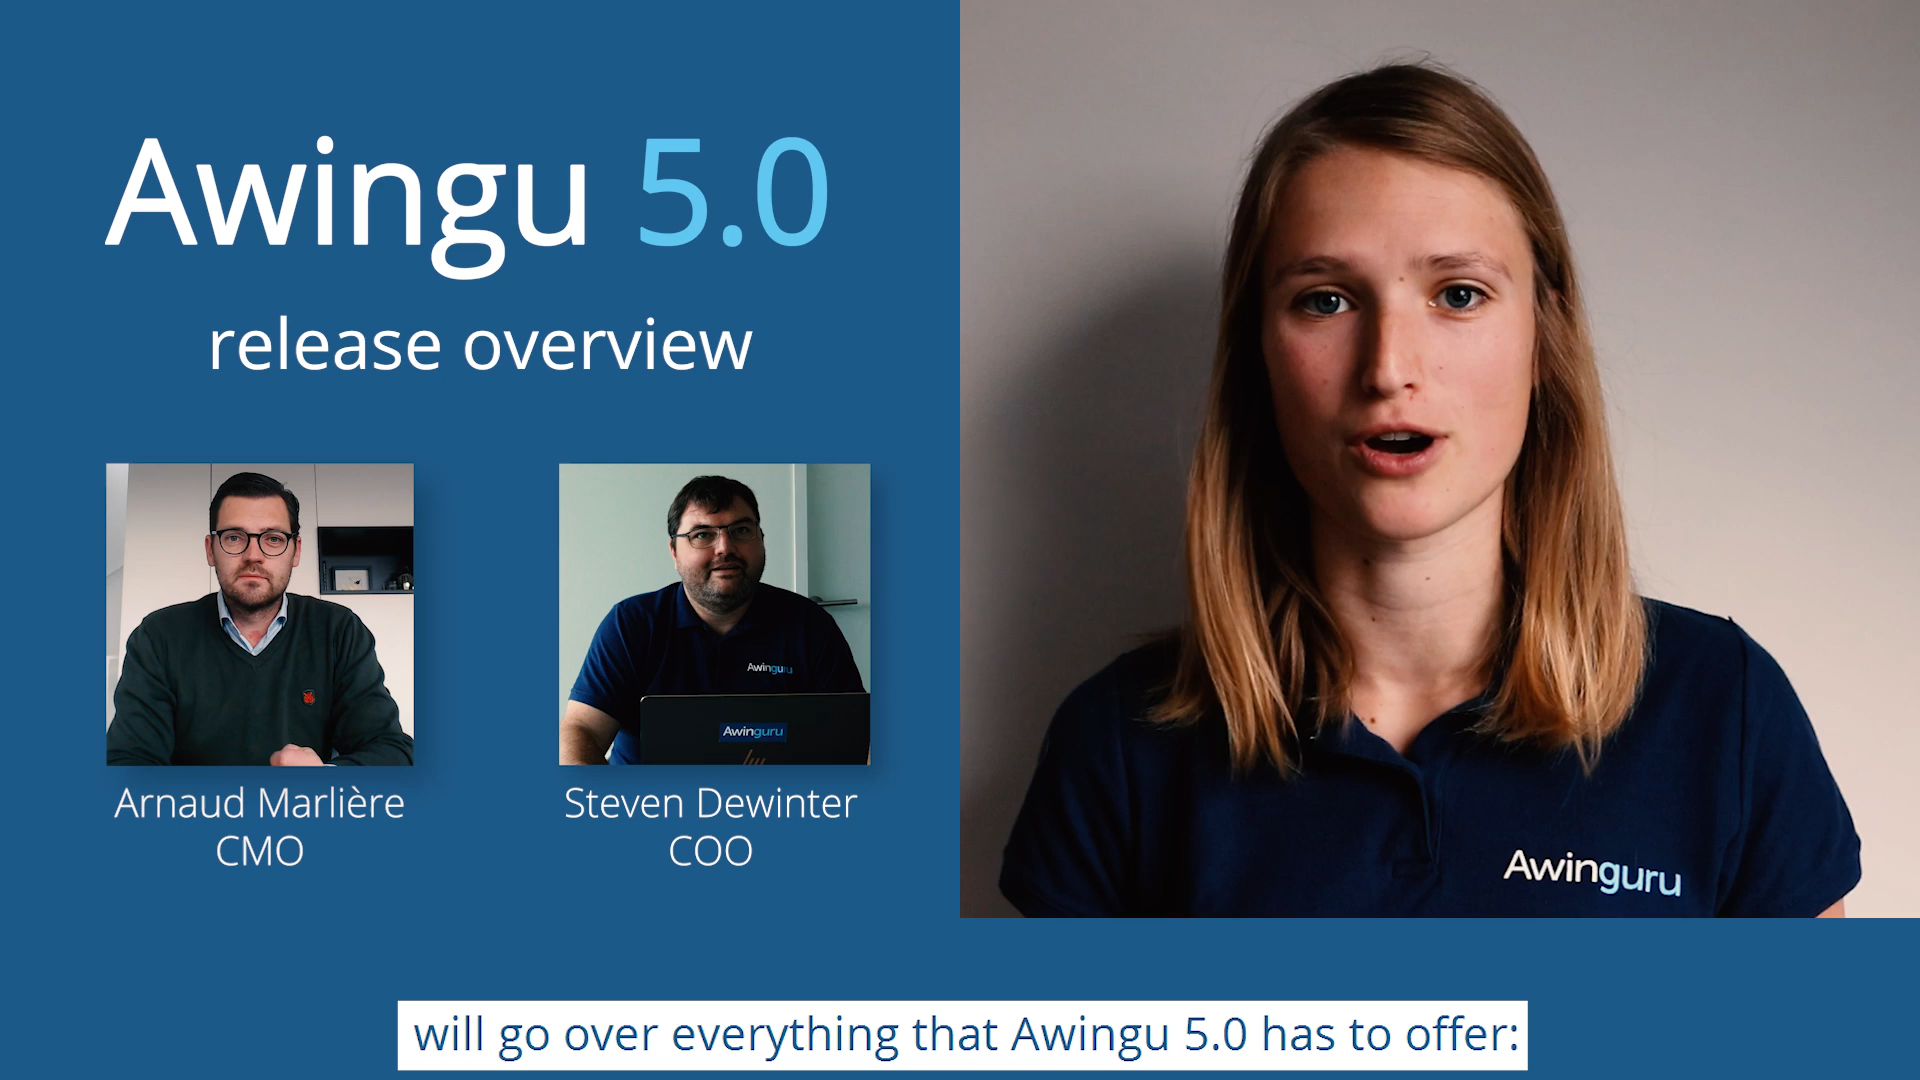 Awingu 5.0
release overview
Awinguru
Awinguru
Arnaud Marlière
CMO
Steven Dewinter
COO
Awinguru
will go over everything that Awingu 5.0 has to offer: